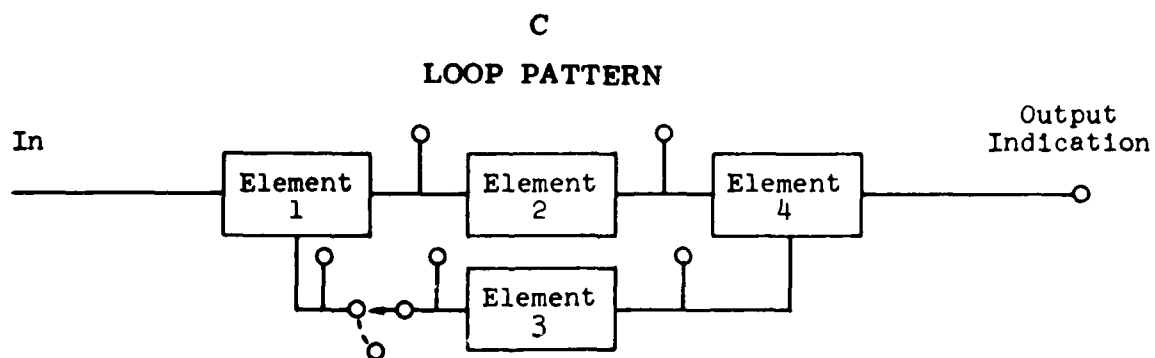 C
LOOP PATTERN
In
Output
Indication
Element
1
Element
2
Element
4
Element
3